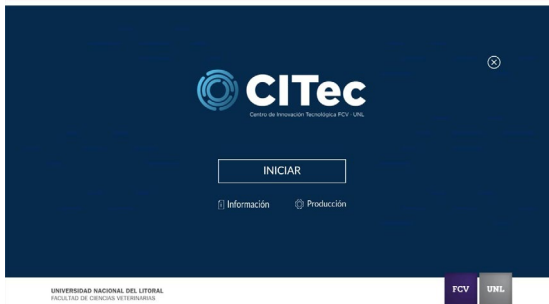 CITec
Centro de Innovación Tecnológica FCV - UNL
INICIAR
Información
Producción
UNIVERSIDAD NACIONAL DEL LITORAL
FACULTAD DE CIENCIAS VETERINARIAS
FCV
UNL